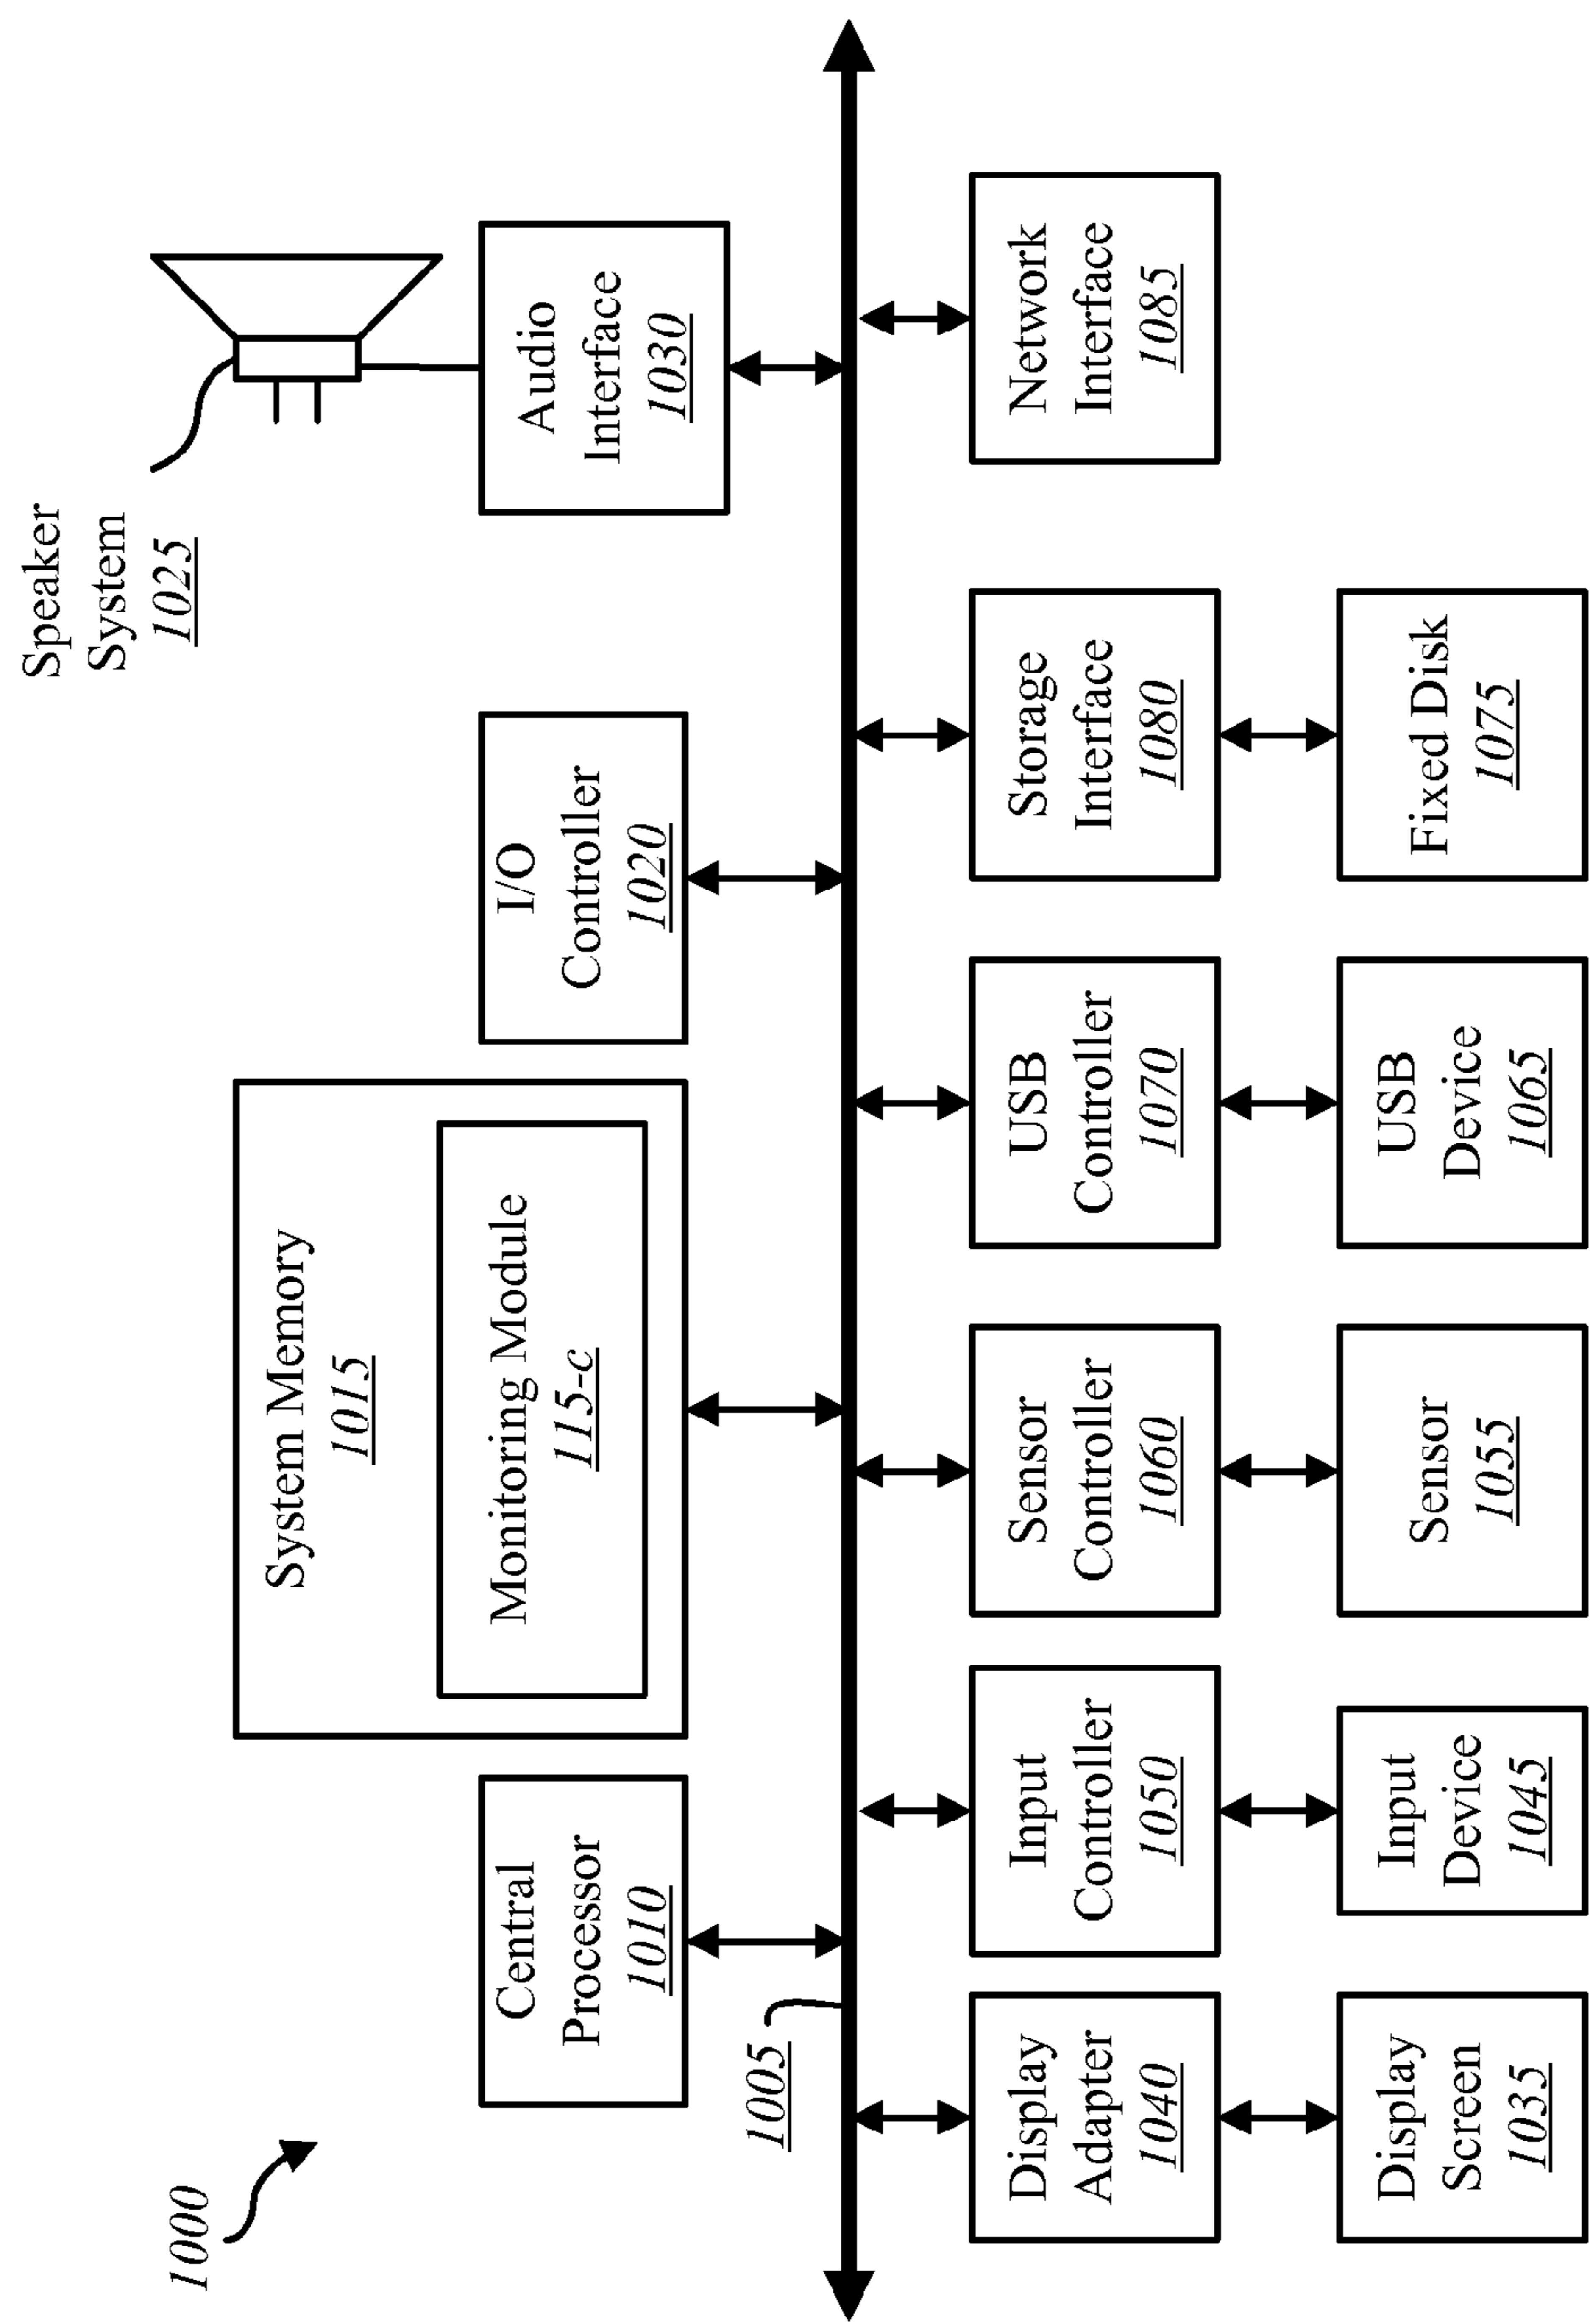 1000
Speaker
System
1025
System Memory
1015
Monitoring Module
115-c
Central
Processor
1010
I/O
Controller
1020
Audio
Interface
1030
1005
Display
Adapter
1040
Input
Controller
1050
Sensor
Controller
1060
USB
Controller
1070
Storage
Interface
1080
Network
Interface
1085
Display
Screen
1035
Input
Device
1045
Sensor
1055
USB
Device
1065
Fixed Disk
1075